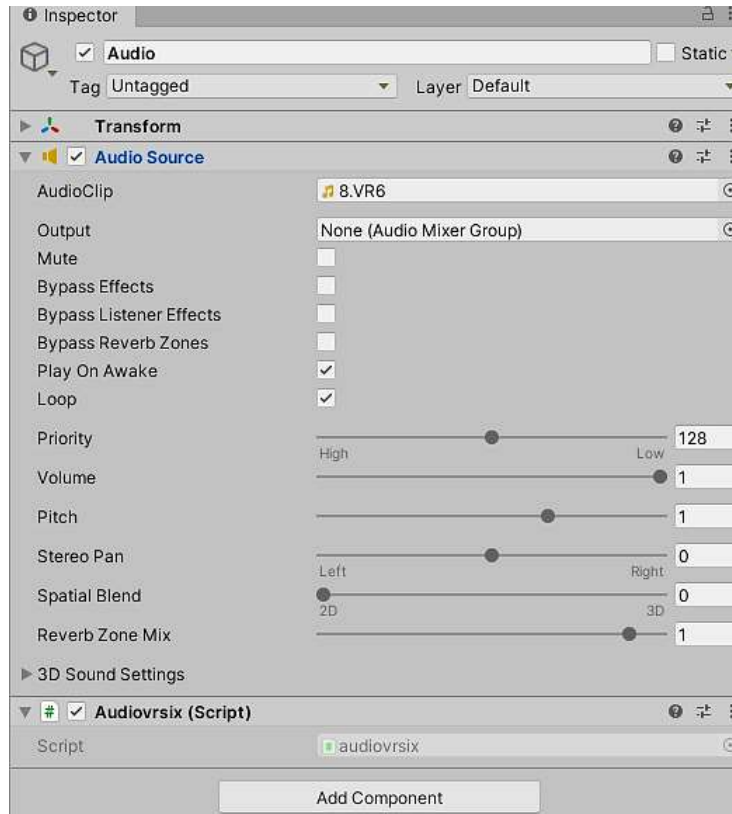 Inspector
Audio
Static
Tag Untagged Layer Default
Transform
Audio Source
AudioClip 8.VR6
Output None (Audio Mixer Group)
Mute
Bypass Effects
Bypass Listener Effects
Bypass Reverb Zones
Play On Awake
Loop
Priority 128
High Low
Volume 1
Pitch 1
Stereo Pan 0
Left Right
Spatial Blend 0
2D 3D
Reverb Zone Mix 1
3D Sound Settings
# Audiovrsix (Script)
Script # audiovrsix
Add Component